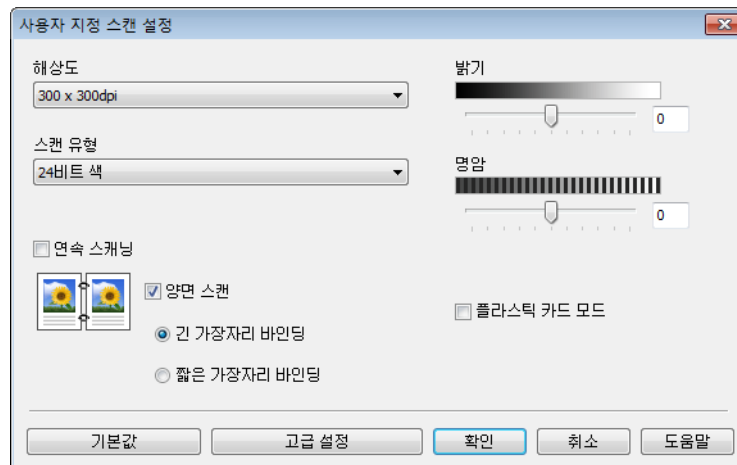 사용자 지정 스캔 설정
해상도
300 x 300dpi
스캔 유형
24비트 색
연속 스캐닝
양면 스캔
긴 가장자리 바인딩
짧은 가장자리 바인딩
밝기
0
명암
0
플라스틱 카드 모드
기본값 고급 설정 확인 취소 도움말